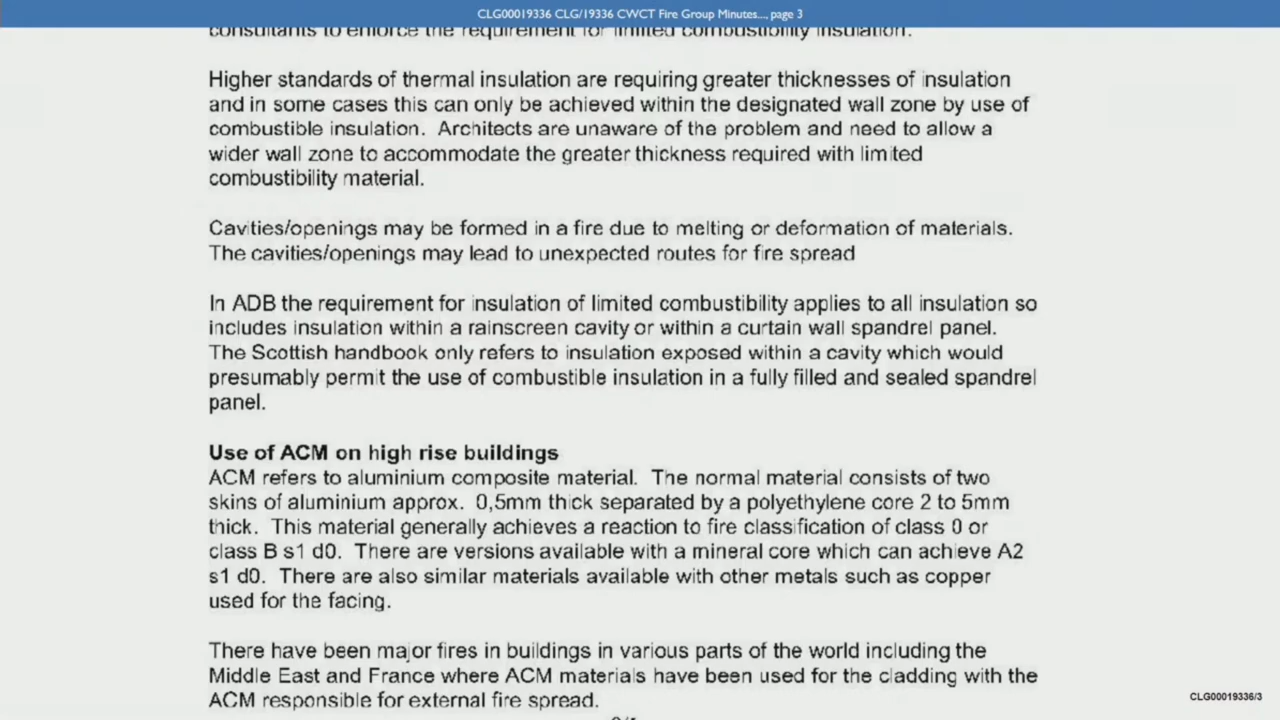 CLG00019336 CLG/19336 CWCT Fire Group Minutes..., page 3
consultants to enforce the requirement for limited combustibility insulation.
Higher standards of thermal insulation are requiring greater thicknesses of insulation
and in some cases this can only be achieved within the designated wall zone by use of
combustible insulation.  Architects are unaware of the problem and need to allow a
wider wall zone to accommodate the greater thickness required with limited
combustibility material.
Cavities/openings may be formed in a fire due to melting or deformation of materials.
The cavities/openings may lead to unexpected routes for fire spread
In ADB the requirement for insulation of limited combustibility applies to all insulation so
includes insulation within a rainscreen cavity or within a curtain wall spandrel panel.
The Scottish handbook only refers to insulation exposed within a cavity which would
presumably permit the use of combustible insulation in a fully filled and sealed spandrel
panel.
Use of ACM on high rise buildings
ACM refers to aluminium composite material.  The normal material consists of two
skins of aluminium approx.  0,5mm thick separated by a polyethylene core 2 to 5mm
thick.  This material generally achieves a reaction to fire classification of class 0 or
class B s1 d0.  There are versions available with a mineral core which can achieve A2
s1 d0.  There are also similar materials available with other metals such as copper
used for the facing.
There have been major fires in buildings in various parts of the world including the
Middle East and France where ACM materials have been used for the cladding with the
ACM responsible for external fire spread.
CLG00019336/3